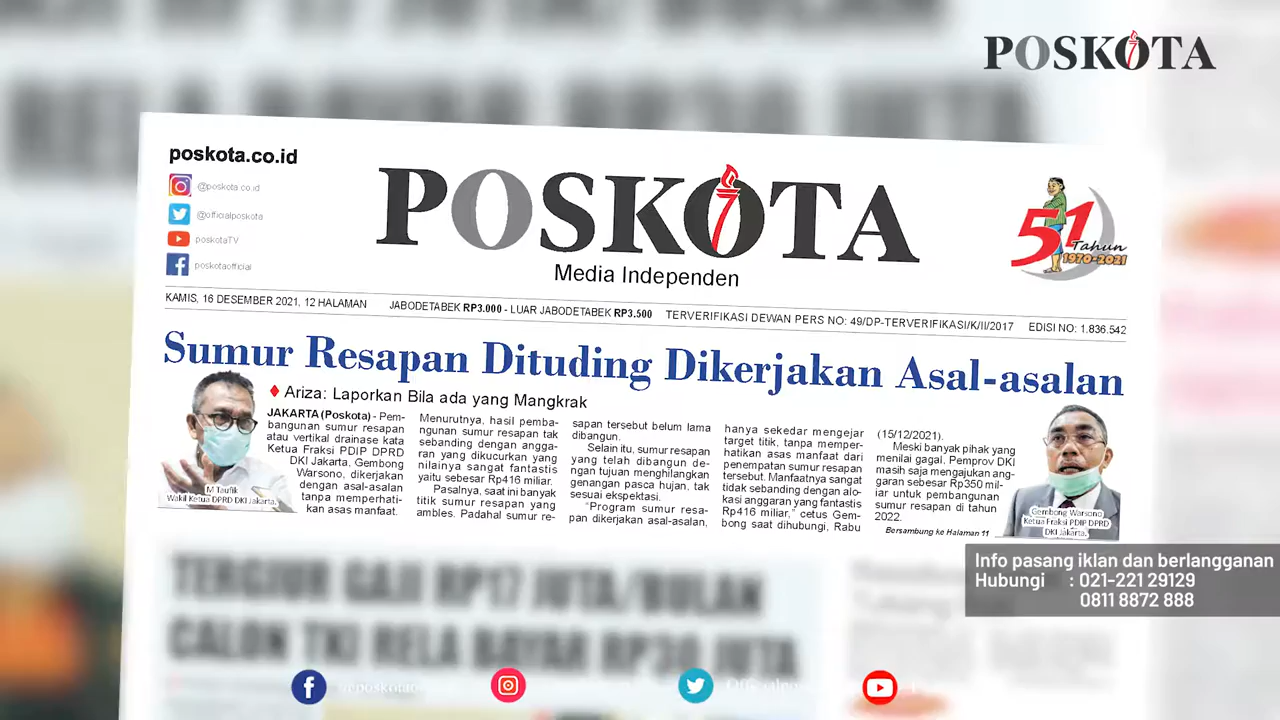 POSKOTA
poskota.co.id
@poskota.co.id
@officialposkota
poskotaTV
poskotaofficial
POSKOTA
Media Independen
51
Tahun
1970-2021
KAMIS, 16 DESEMBER 2021, 12 HALAMAN
JABODETABEK RP3.000 - LUAR JABODETABEK RP3.500
TERVERIFIKASI DEWAN PERS NO: 49/DP-TERVERIFIKASI/K/II/2017
EDISI NO: 1.836.542
Sumur Resapan Dituding Dikerjakan Asal-asalan
Ariza: Laporkan Bila ada yang Mangkrak
JAKARTA (Poskota) - Pem-
bangunan sumur resapan
atau vertikal drainase kata
Ketua Fraksi PDIP DPRD
DKI Jakarta, Gembong
Warsono, dikerjakan
dengan asal-asalan
tanpa memperhati-
kan asas manfaat.
Menurutnya, hasil pemba-
ngunan sumur resapan tak
sebanding dengan angga-
ran yang dikucurkan yang
nilainya sangat fantastis
yaitu sebesar Rp416 miliar.
Pasalnya, saat ini banyak
titik sumur resapan yang
ambles. Padahal sumur re-
sapan tersebut belum lama
dibangun.
Selain itu, sumur resapan
yang telah dibangun de-
ngan tujuan menghilangkan
genangan pasca hujan, tak
sesuai ekspektasi.
"Program sumur resa-
pan dikerjakan asal-asalan,
hanya sekedar mengejar
target titik, tanpa memper-
hatikan asas manfaat dari
penempatan sumur resapan
tersebut. Manfaatnya sangat
tidak sebanding dengan alo-
kasi anggaran yang fantastis
Rp416 miliar," cetus Gem-
bong saat dihubungi, Rabu
(15/12/2021).
Meski banyak pihak yang
menilai gagal, Pemprov DKI
masih saja mengajukan ang-
garan sebesar Rp350 mil-
iar untuk pembangunan
sumur resapan di tahun
2022.
Bersambung ke Halaman 11
M Taufik
Wakil Ketua DPRD DKI Jakarta.
Gembong Warsono
Ketua Fraksi PDIP DPRD
DKI Jakarta.
Info pasang iklan dan berlangganan
Hubungi : 021-221 29129
0811 8872 888
TERGIUR GAJI RP17 JUTA/BULAN
CALON TKI RELA BAYAR RP30 JUTA